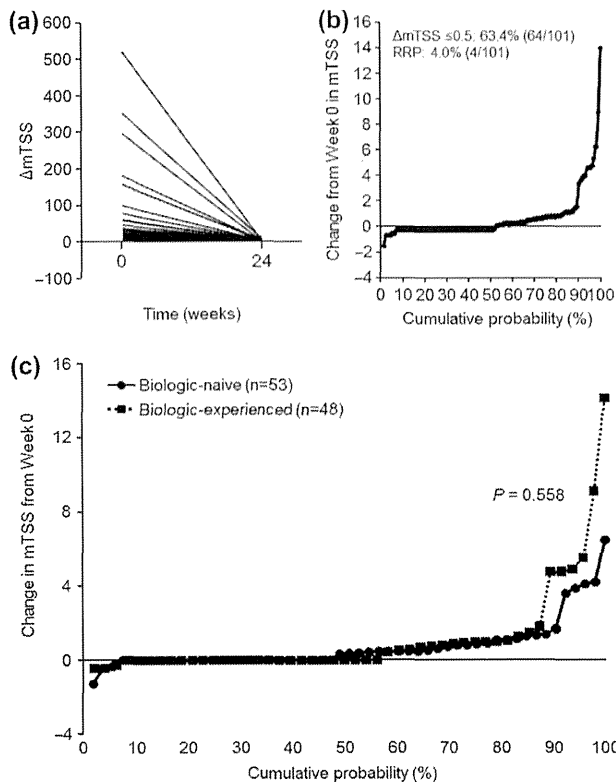 (a)
600
500
400
300
200
100
0
−100
ΔmTSS
0
24
Time (weeks)
(b)
16
14
12
10
8
6
4
2
0
−2
−4
Change from Week 0 in mTSS
ΔmTSS ≤0.5: 63.4% (64/101)
RRP: 4.0% (4/101)
0 10 20 30 40 50 60 70 80 90 100
Cumulative probability (%)
(c)
16
12
8
4
0
−4
Change in mTSS from Week 0
Biologic-naive (n=53)
Biologic-experienced (n=48)
P = 0.558
0 10 20 30 40 50 60 70 80 90 100
Cumulative probability (%)